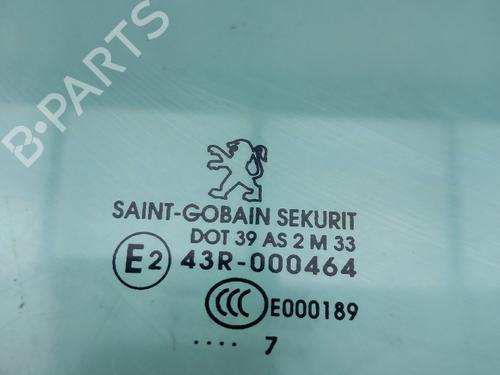 B-PARTS
SAINT-GOBAIN SEKURIT
DOT 39 AS 2 M 33
E2 43R-000464
CCC E000189
.... 7